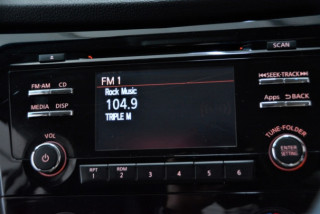 SCAN
FM·AM CD
MEDIA DISP
FM 1
Rock Music
104.9
TRIPLE M
SEEK·TRACK
Apps BACK
VOL
TUNE·FOLDER
ENTER
SETTING
RPT
1
RDM
2
3
4
5
6